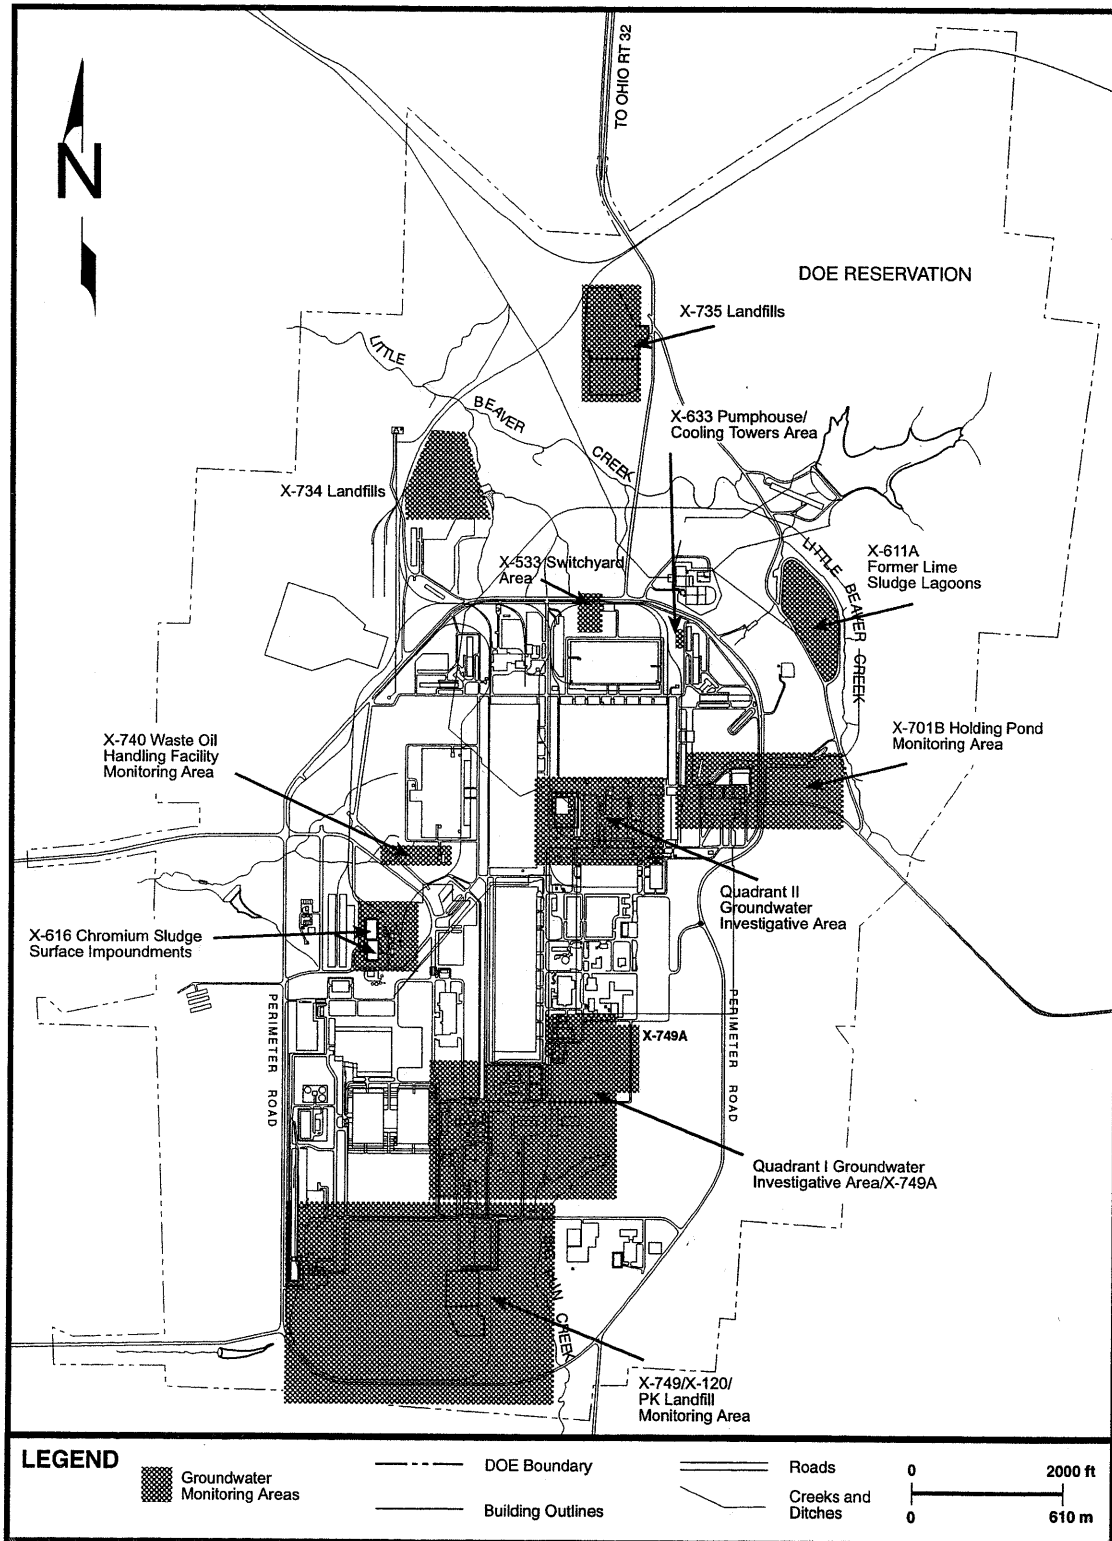 TO OHIO RT 32
N
DOE RESERVATION
X-735 Landfills
LITTLE
BEAVER
CREEK
X-633 Pumphouse/
Cooling Towers Area
X-734 Landfills
X-533 Switchyard
Area
LITTLE BEAVER CREEK
X-611A
Former Lime
Sludge Lagoons
X-740 Waste Oil
Handling Facility
Monitoring Area
X-701B Holding Pond
Monitoring Area
Quadrant II
Groundwater
Investigative Area
X-616 Chromium Sludge
Surface Impoundments
PERIMETER ROAD
PERIMETER ROAD
X-749A
Quadrant I Groundwater
Investigative Area/X-749A
CREEK
X-749/X-120/
PK Landfill
Monitoring Area
LEGEND
Groundwater
Monitoring Areas
DOE Boundary
Building Outlines
Roads
Creeks and
Ditches
0 2000 ft
0 610 m